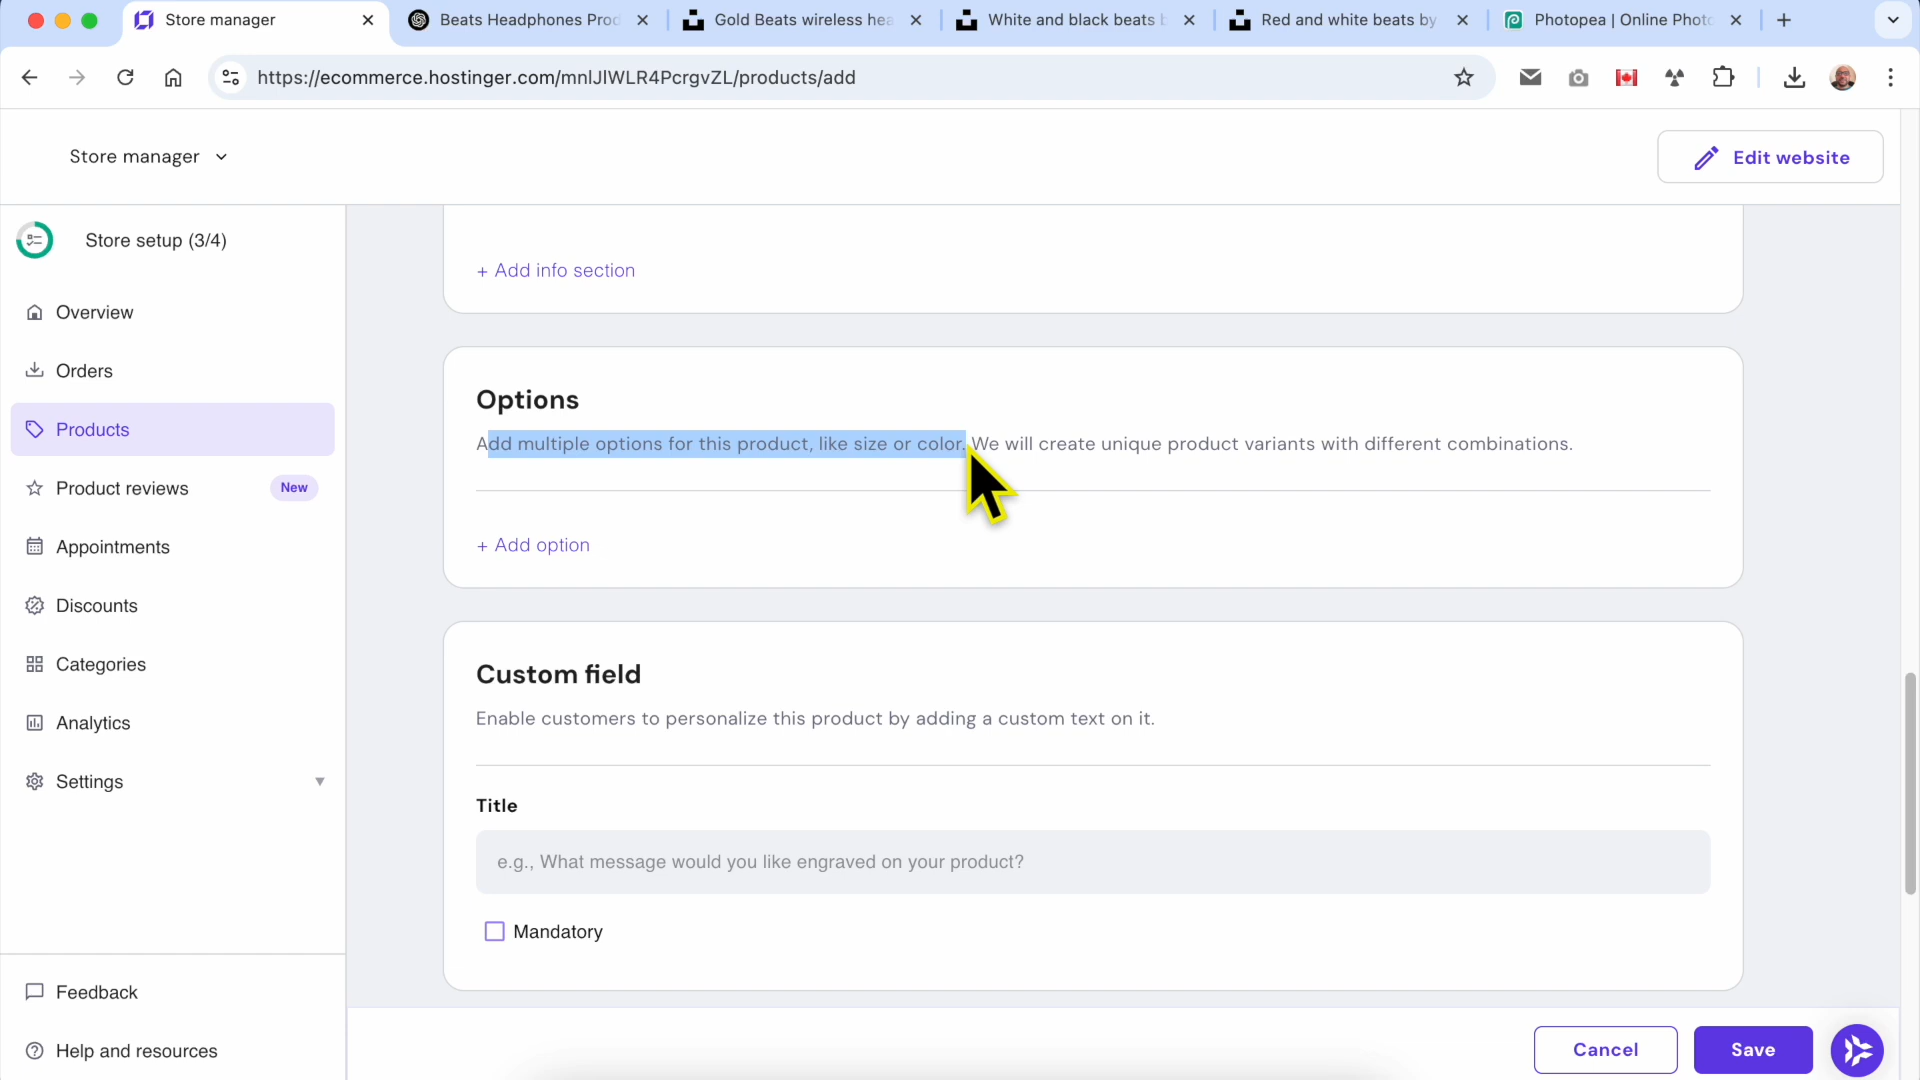 Store manager
Beats Headphones Prod
Gold Beats wireless hea
White and black beats b
Red and white beats by
Photopea | Online Photo
https://ecommerce.hostinger.com/mnlJlWLR4PcrgvZL/products/add
Store manager
Edit website
Store setup (3/4)
Overview
Orders
Products
Product reviews New
Appointments
Discounts
Categories
Analytics
Settings
Feedback
Help and resources
+ Add info section
Options
Add multiple options for this product, like size or color. We will create unique product variants with different combinations.
+ Add option
Custom field
Enable customers to personalize this product by adding a custom text on it.
Title
e.g., What message would you like engraved on your product?
Mandatory
Cancel
Save